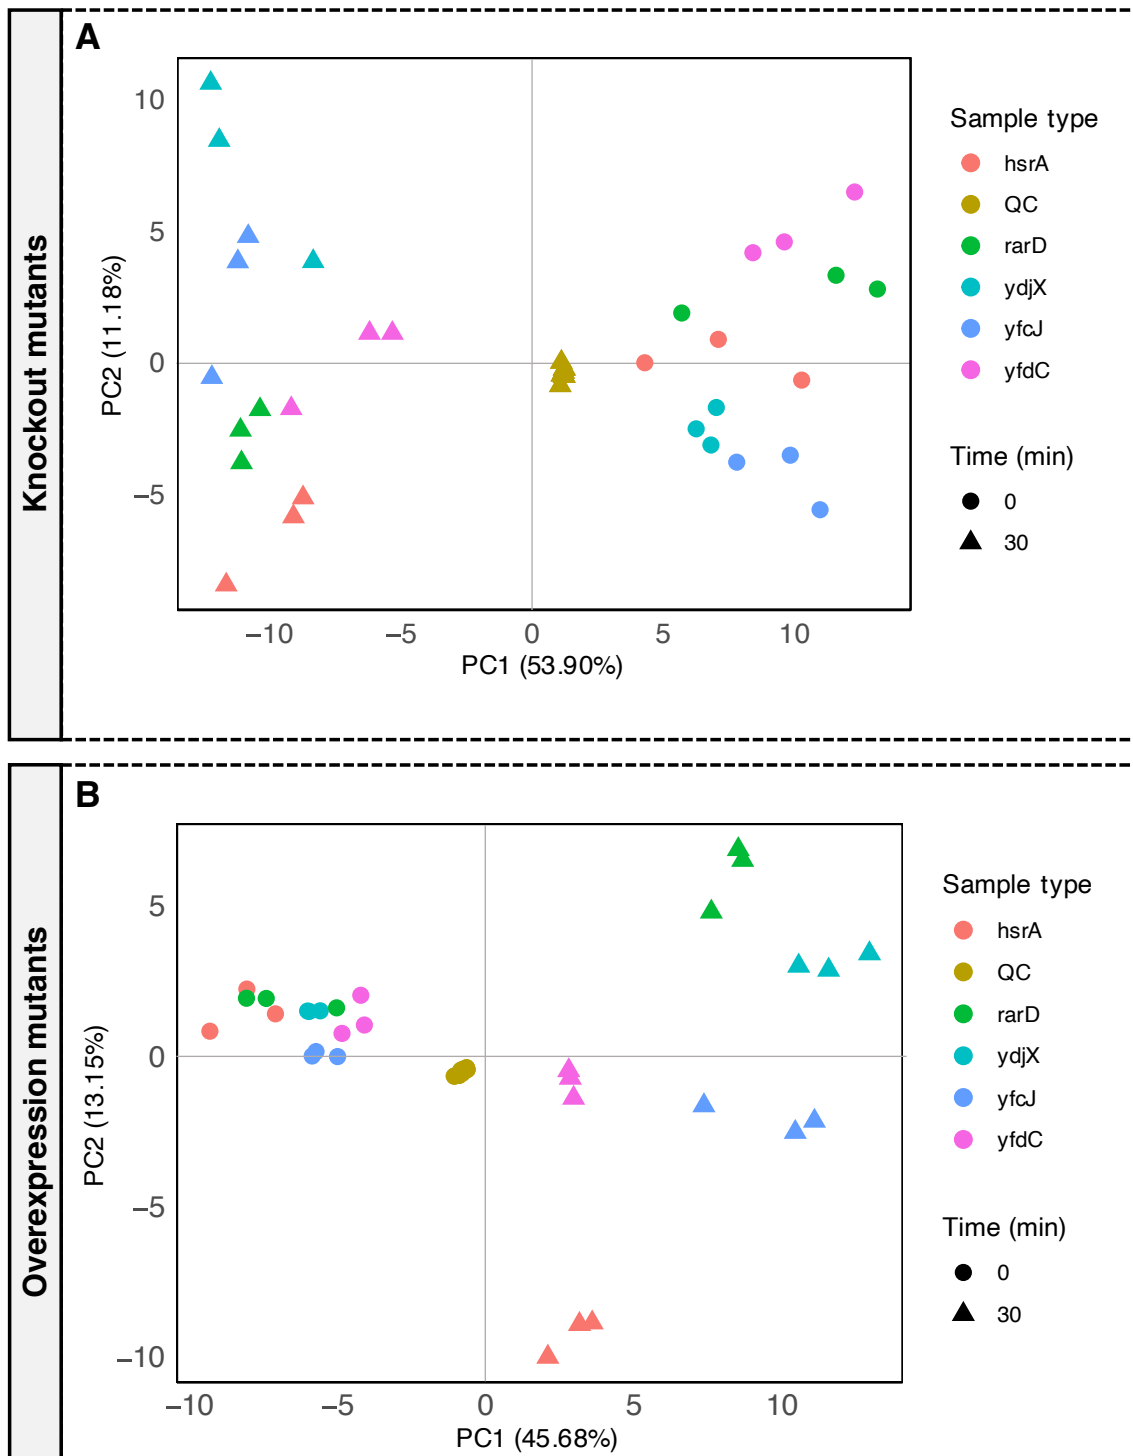 Knockout mutants
A
10
5
0
−5
PC2 (11.18%)
−10
−5
0
5
10
PC1 (53.90%)
Sample type
hsrA
QC
rarD
ydjX
yfcJ
yfdC
Time (min)
0
30
Overexpression mutants
B
5
0
−5
−10
PC2 (13.15%)
−10
−5
0
5
10
PC1 (45.68%)
Sample type
hsrA
QC
rarD
ydjX
yfcJ
yfdC
Time (min)
0
30